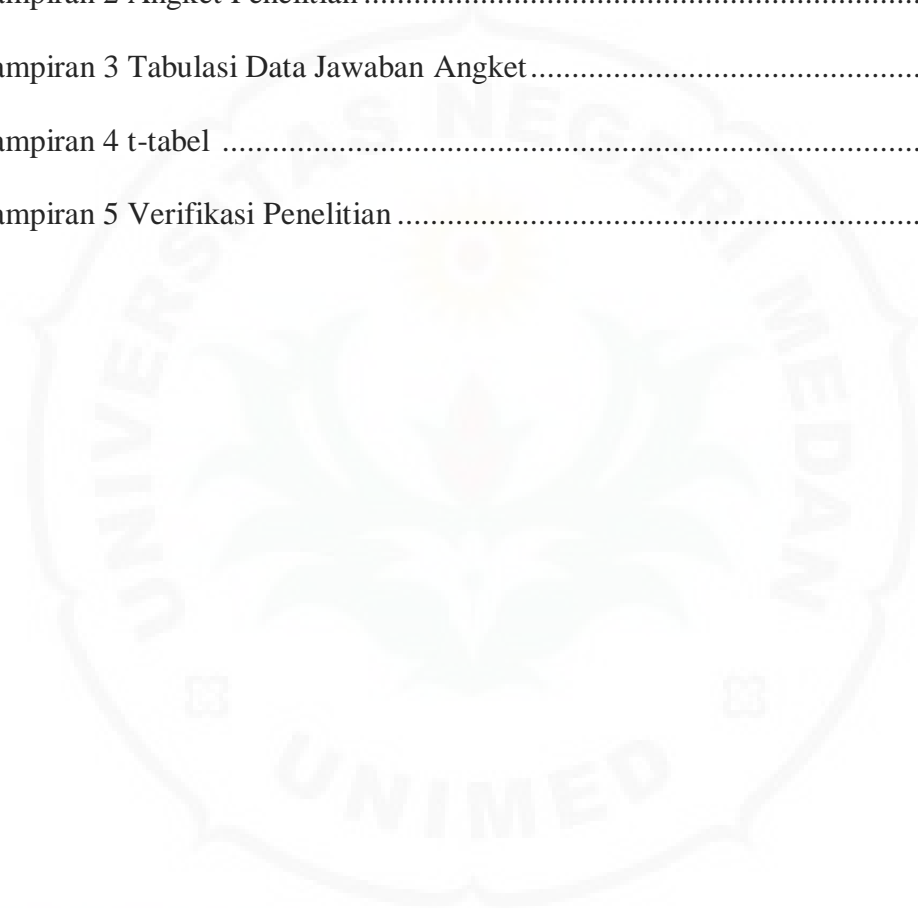 ampiran 2 Angket Penelitian
ampiran 3 Tabulasi Data Jawaban Angket
ampiran 4 t-tabel
ampiran 5 Verifikasi Penelitian
UNIVERSITAS NEGERI MEDAN
UNIMED